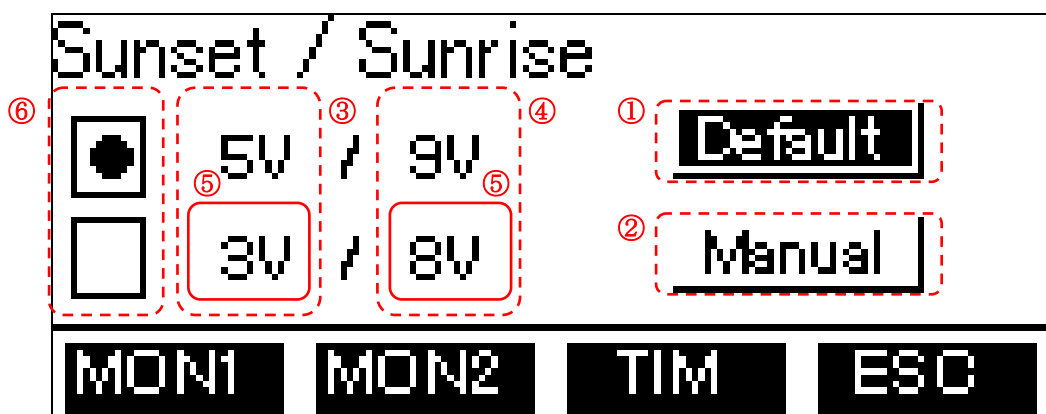 Sunset / Sunrise
⑥ ③ ④ ① Default
5V / 9V
⑤ ⑤
② Manual
3V / 8V
MON1 MON2 TIM ESC